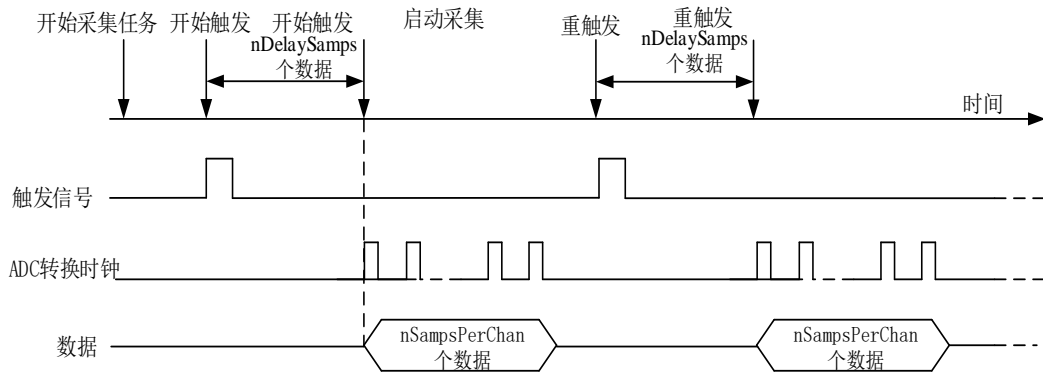 开始采集任务
开始触发
开始触发
nDelaySamps
个数据
启动采集
重触发
重触发
nDelaySamps
个数据
时间
触发信号
ADC转换时钟
数据
nSampsPerChan
个数据
nSampsPerChan
个数据